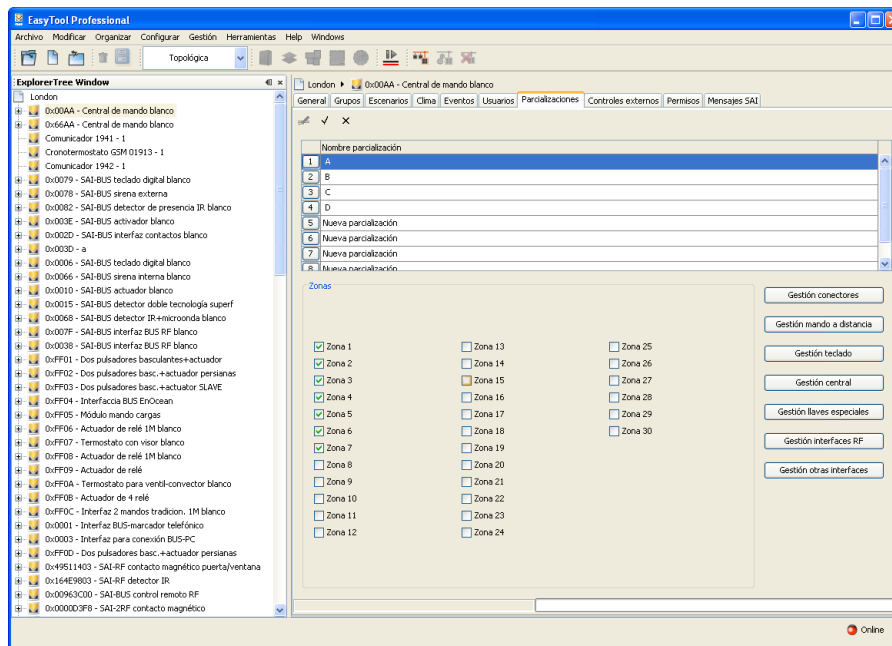 EasyTool Professional
Archivo Modificar Organizar Configurar Gestión Herramientas Help Windows
Topológica
ExplorerTree Window
London
0x00AA - Central de mando blanco
0x66AA - Central de mando blanco
Comunicador 1941 - 1
Cronotermostato GSM 01913 - 1
Comunicador 1942 - 1
0x0079 - SAI-BUS teclado digital blanco
0x0078 - SAI-BUS sirena externa
0x0082 - SAI-BUS detector de presencia IR blanco
0x003E - SAI-BUS activador blanco
0x002D - SAI-BUS interfaz contactos blanco
0x003D - a
0x0006 - SAI-BUS teclado digital blanco
0x0066 - SAI-BUS sirena interna blanco
0x0010 - SAI-BUS actuador blanco
0x0015 - SAI-BUS detector doble tecnología superf
0x0068 - SAI-BUS detector IR+microonda blanco
0x007F - SAI-BUS interfaz BUS RF blanco
0x0038 - SAI-BUS interfaz BUS RF blanco
0xFF01 - Dos pulsadores basculantes+actuador
0xFF02 - Dos pulsadores basc.+actuador persianas
0xFF03 - Dos pulsadores basc.+actuator SLAVE
0xFF04 - Interfaccia BUS EnOcean
0xFF05 - Módulo mando cargas
0xFF06 - Actuador de relé 1M blanco
0xFF07 - Termostato con visor blanco
0xFF08 - Actuador de relé 1M blanco
0xFF09 - Actuador de relé
0xFF0A - Termostato para ventil-convector blanco
0xFF0B - Actuador de 4 relé
0xFF0C - Interfaz 2 mandos tradicion. 1M blanco
0x0001 - Interfaz BUS-marcador telefónico
0x0003 - Interfaz para conexión BUS-PC
0xFF0D - Dos pulsadores basc.+actuador persianas
0x49511403 - SAI-RF contacto magnético puerta/ventana
0x164E9803 - SAI-RF detector IR
0x00963C00 - SAI-BUS control remoto RF
0x0000D3F8 - SAI-2RF contacto magnético
London 0x00AA - Central de mando blanco
General Grupos Escenarios Clima Eventos Usuarios Parcializaciones Controles externos Permisos Mensajes SAI
Nombre parcialización
1 A
2 B
3 C
4 D
5 Nueva parcialización
6 Nueva parcialización
7 Nueva parcialización
8 Nueva parcialización
Zonas
Zona 1
Zona 2
Zona 3
Zona 4
Zona 5
Zona 6
Zona 7
Zona 8
Zona 9
Zona 10
Zona 11
Zona 12
Zona 13
Zona 14
Zona 15
Zona 16
Zona 17
Zona 18
Zona 19
Zona 20
Zona 21
Zona 22
Zona 23
Zona 24
Zona 25
Zona 26
Zona 27
Zona 28
Zona 29
Zona 30
Gestión conectores
Gestión mando a distancia
Gestión teclado
Gestión central
Gestión llaves especiales
Gestión interfaces RF
Gestión otras interfaces
Online